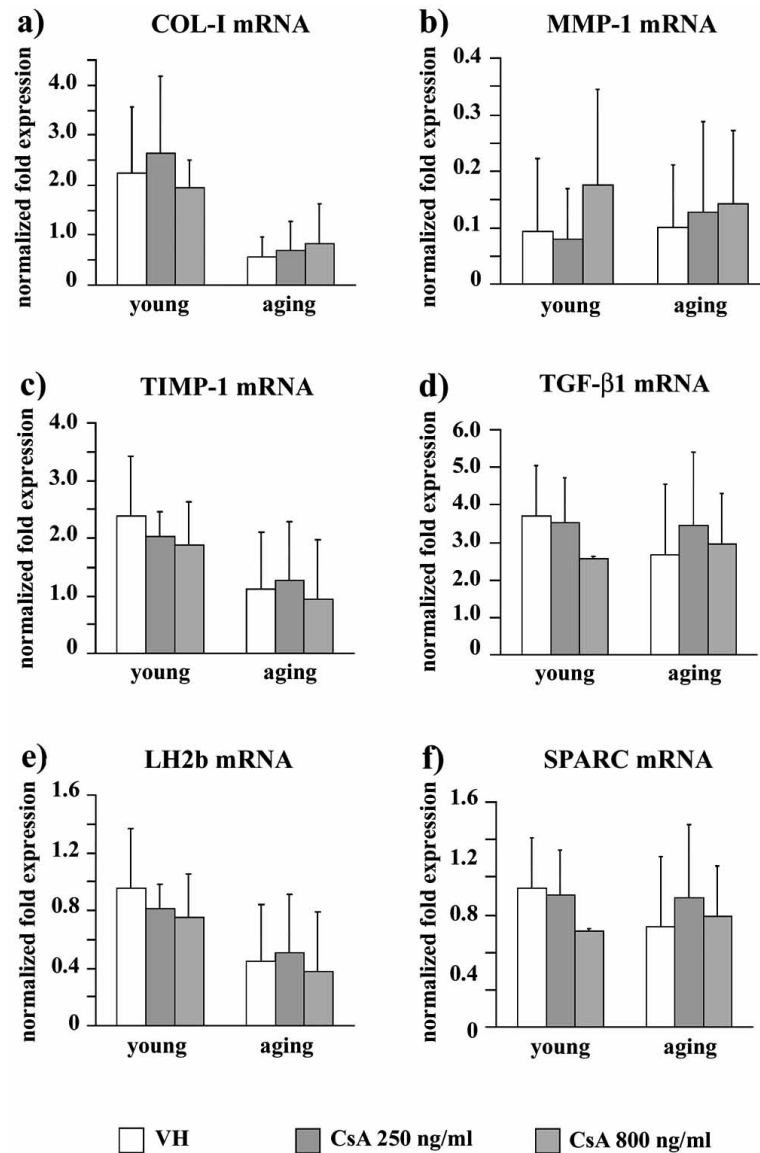 a)
COL-I mRNA
normalized fold expression
4.0
3.0
2.0
1.0
0
young
aging
b)
MMP-1 mRNA
normalized fold expression
0.4
0.3
0.2
0.1
0
young
aging
c)
TIMP-1 mRNA
normalized fold expression
4.0
3.0
2.0
1.0
0
young
aging
d)
TGF-β1 mRNA
normalized fold expression
6.0
5.0
4.0
3.0
2.0
1.0
0
young
aging
e)
LH2b mRNA
normalized fold expression
1.6
1.2
0.8
0.4
0
young
aging
f)
SPARC mRNA
normalized fold expression
1.6
1.2
0.8
0.4
0
young
aging
VH
CsA 250 ng/ml
CsA 800 ng/ml